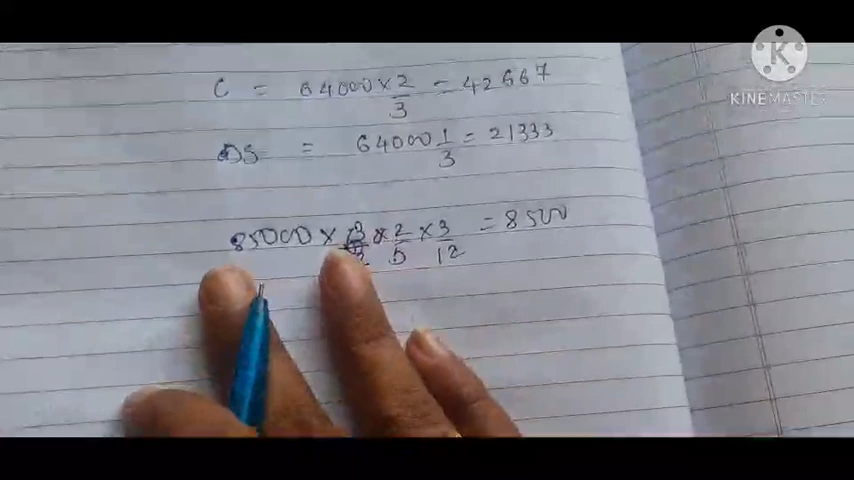 C = 64000 × 2/3 = 42667
DS = 64000 1/3 = 21333
85000 × × 2/5 × 3/12 = 8500
K
KINEMASTER